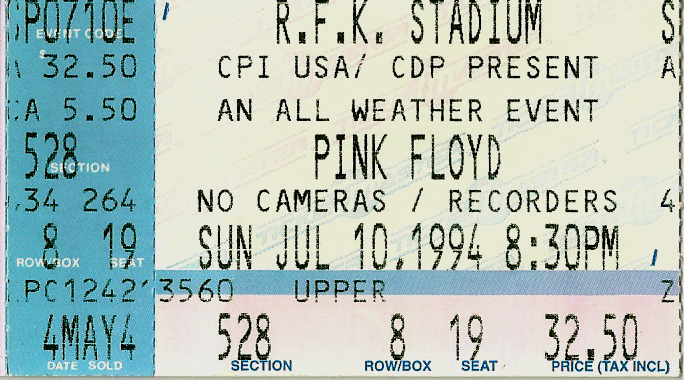 GP0710E R.F.K. STADIUM S
EVENT CODE
$ 32.50 CPI USA/ CDP PRESENT A
CA 5.50 AN ALL WEATHER EVENT
528 PINK FLOYD
SECTION
34 264 NO CAMERAS / RECORDERS 4
8 19 SUN JUL 10,1994 8:30PM
ROW/BOX SEAT
PC1242 3560 UPPER Z
4MAY4 528 8 19 32.50
DATE SOLD SECTION ROW/BOX SEAT PRICE (TAX INCL)